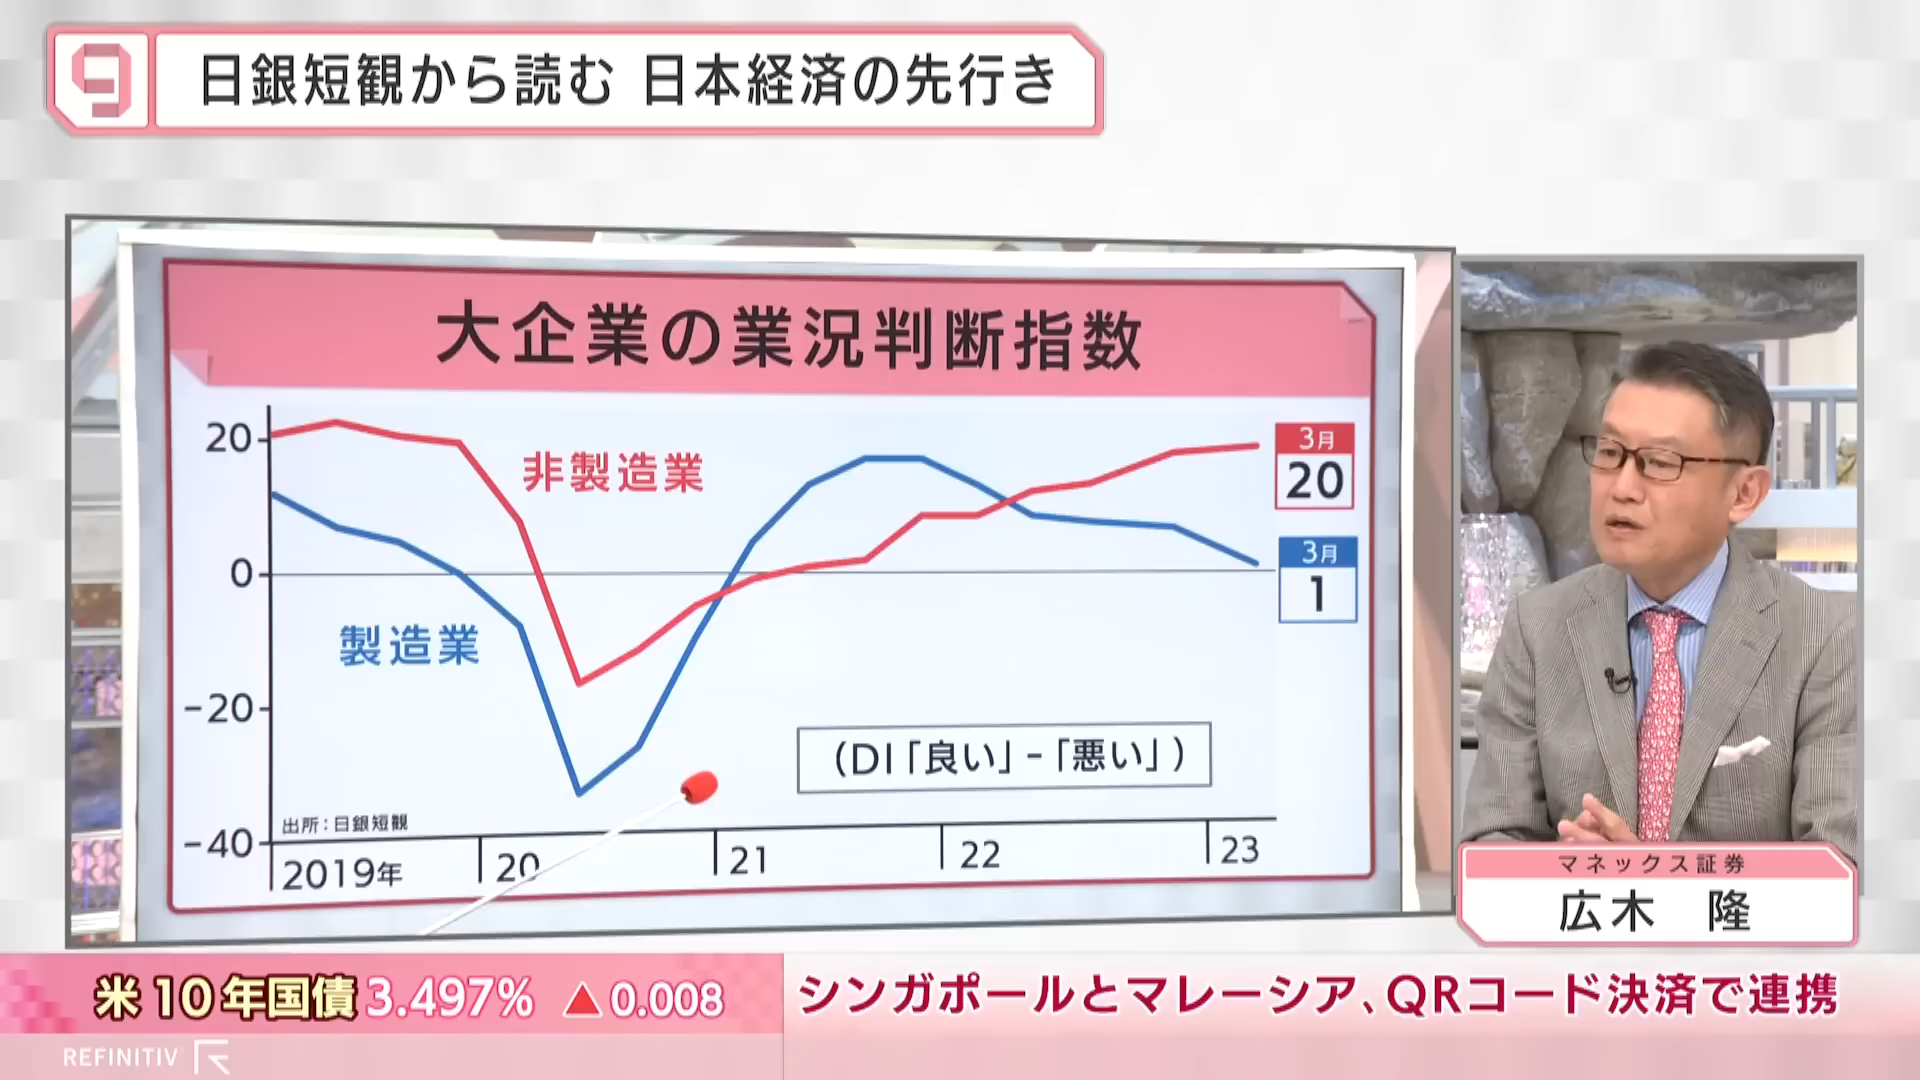 9
日銀短観から読む 日本経済の先行き
大企業の業況判断指数
20
0
-20
-40
非製造業
製造業
3月
20
3月
1
(DI「良い」-「悪い」)
出所:日銀短観
2019年
20
21
22
23
マネックス証券
広木 隆
米10年国債 3.497% ▲0.008
シンガポールとマレーシア、QRコード決済で連携
REFINITIV